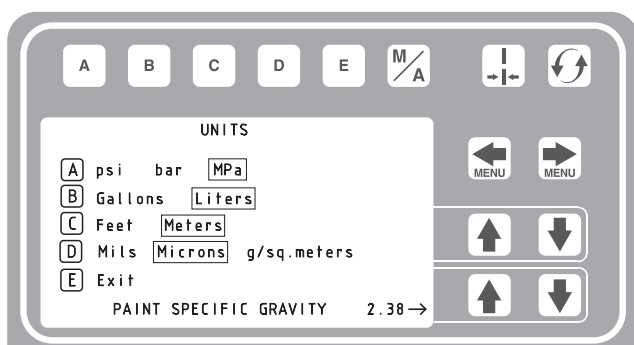 A B C D E M/A
UNITS
A psi bar MPa
B Gallons Liters
C Feet Meters
D Mils Microns g/sq.meters
E Exit
PAINT SPECIFIC GRAVITY 2.38→
MENU MENU